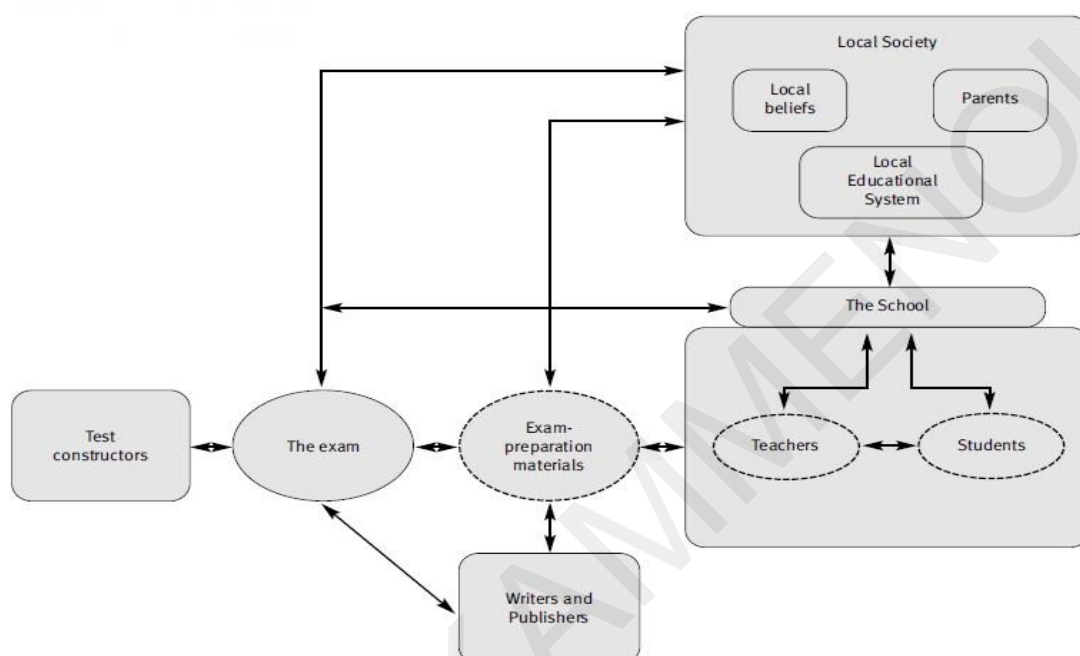 Local Society
Local
beliefs
Parents
Local
Educational
System
The School
Test
constructors
The exam
Exam-
preparation
materials
Teachers
Students
Writers and
Publishers